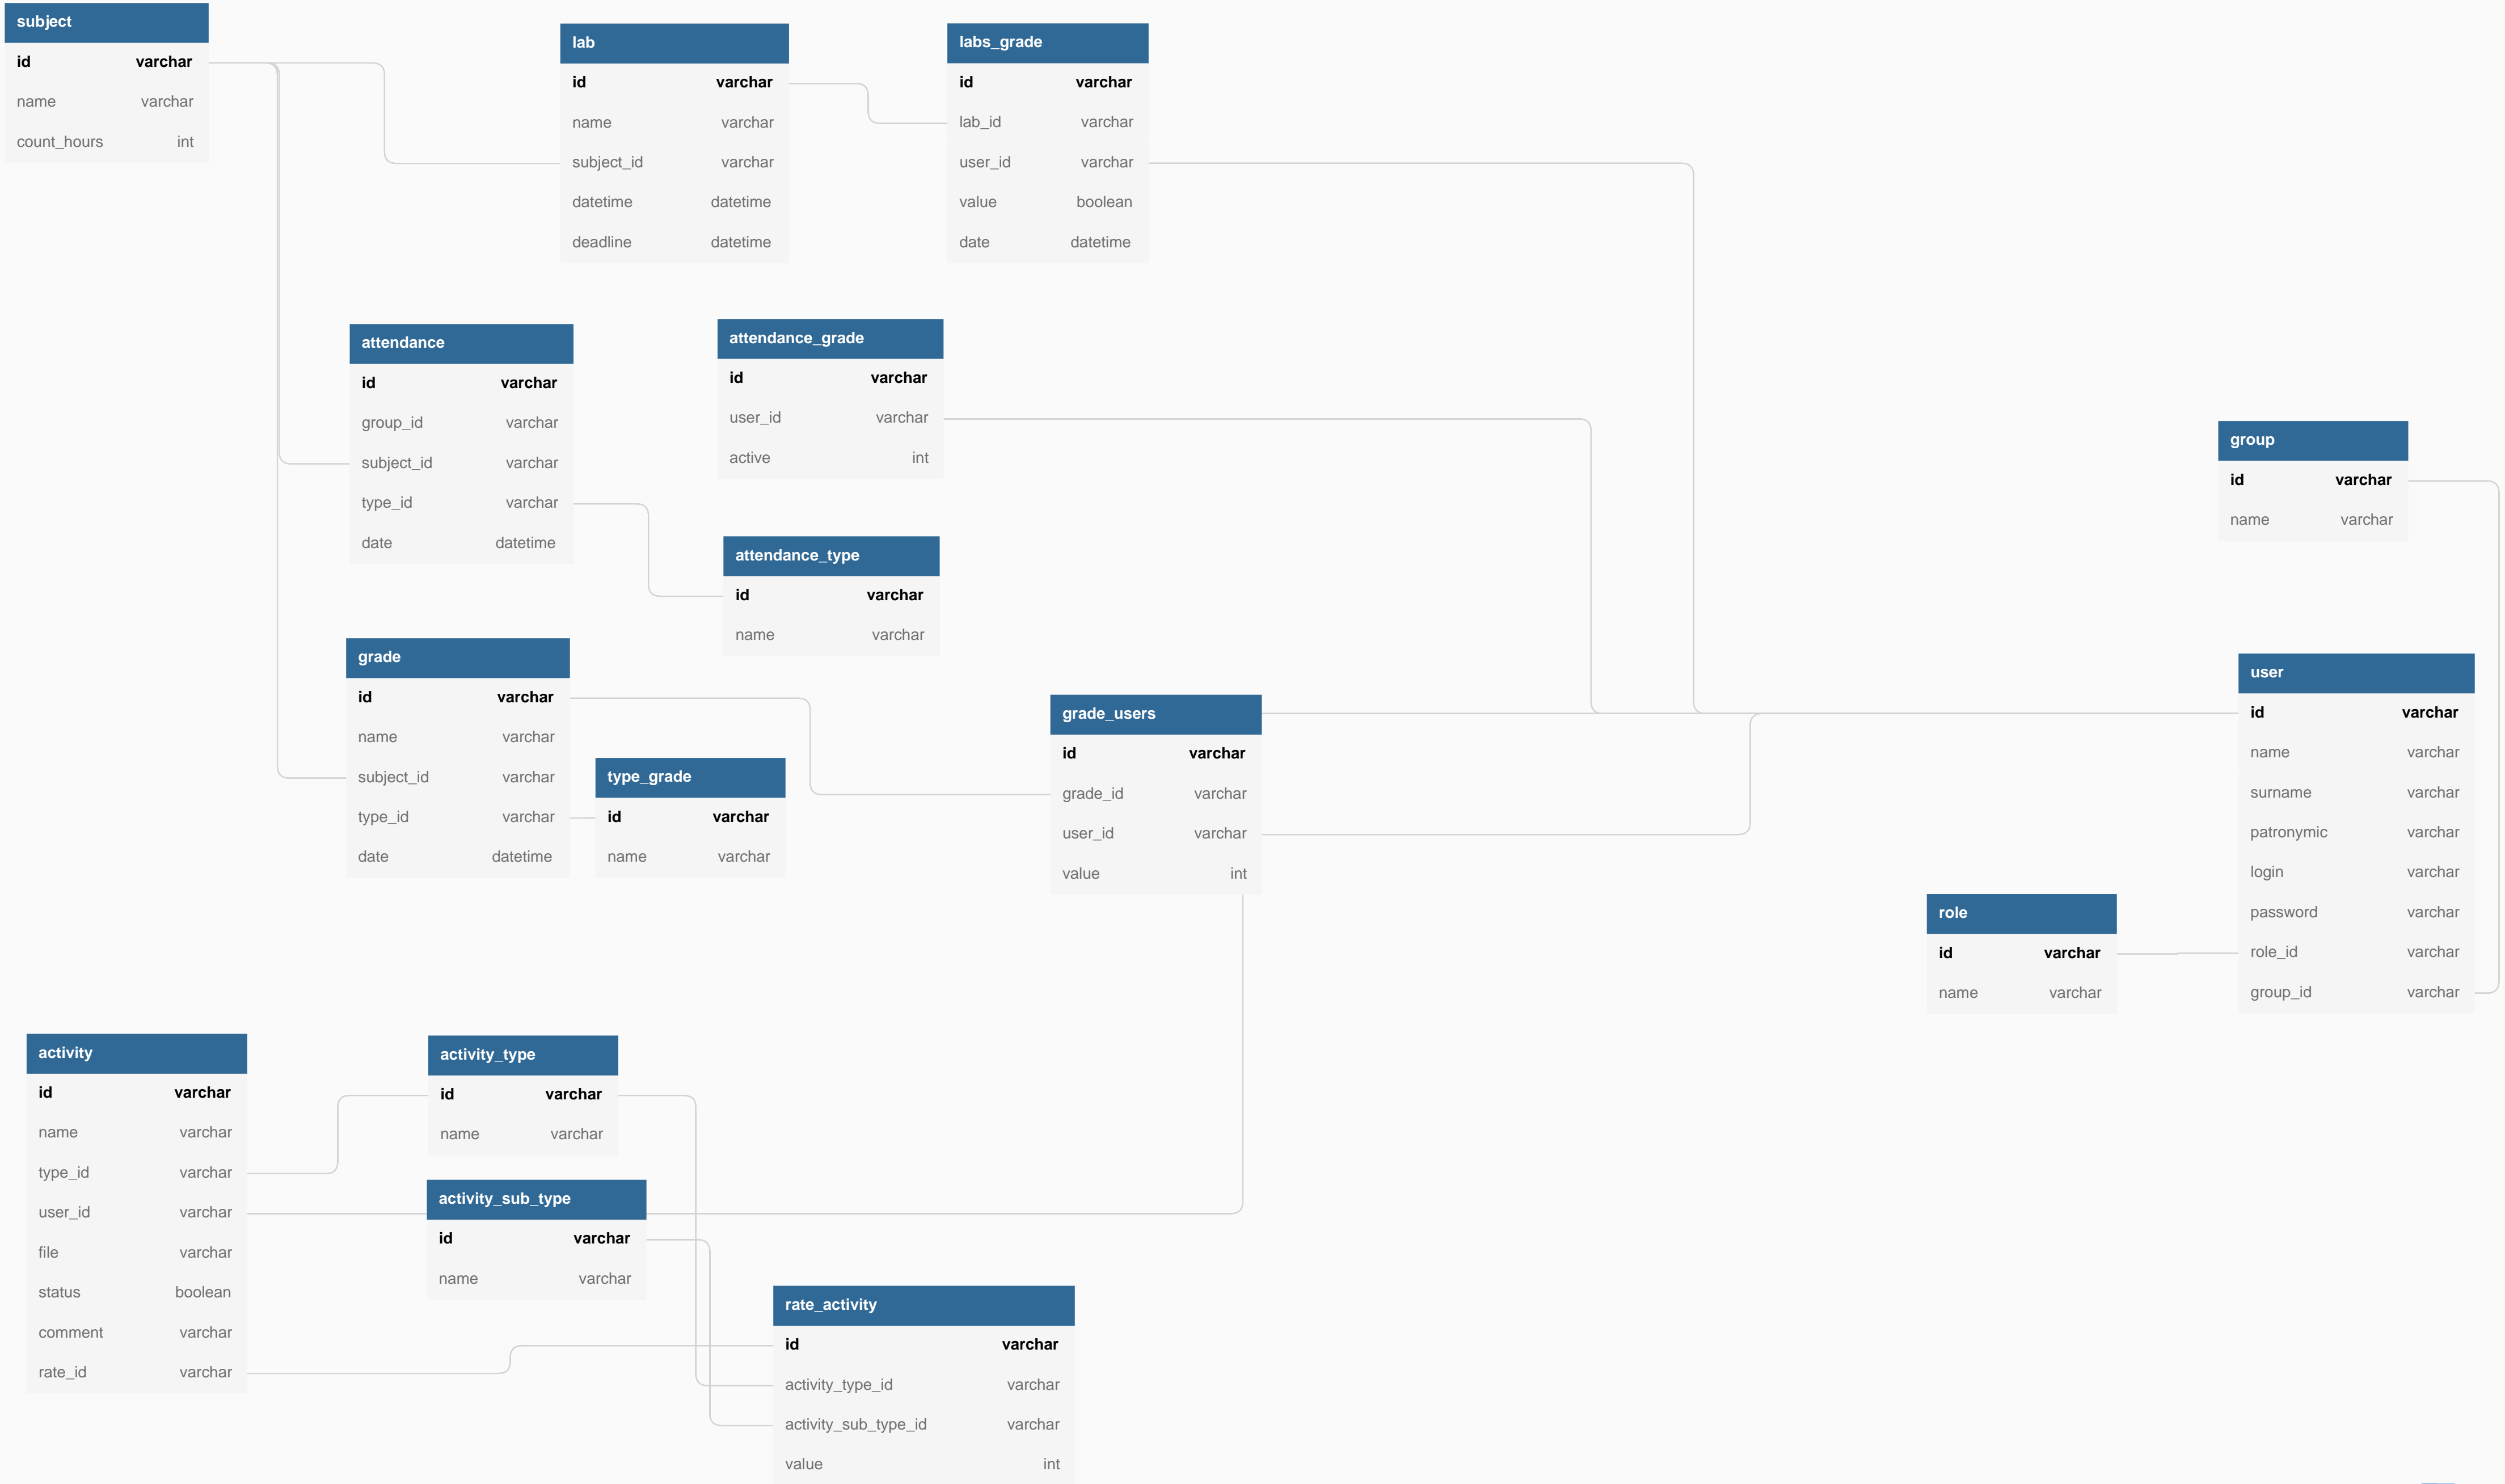 subject
id varchar
name varchar
count_hours int
lab
id varchar
name varchar
subject_id varchar
datetime datetime
deadline datetime
labs_grade
id varchar
lab_id varchar
user_id varchar
value boolean
date datetime
attendance
id varchar
group_id varchar
subject_id varchar
type_id varchar
date datetime
attendance_grade
id varchar
user_id varchar
active int
attendance_type
id varchar
name varchar
group
id varchar
name varchar
grade
id varchar
name varchar
subject_id varchar
type_id varchar
date datetime
type_grade
id varchar
name varchar
grade_users
id varchar
grade_id varchar
user_id varchar
value int
user
id varchar
name varchar
surname varchar
patronymic varchar
login varchar
password varchar
role_id varchar
group_id varchar
role
id varchar
name varchar
activity
id varchar
name varchar
type_id varchar
user_id varchar
file varchar
status boolean
comment varchar
rate_id varchar
activity_type
id varchar
name varchar
activity_sub_type
id varchar
name varchar
rate_activity
id varchar
activity_type_id varchar
activity_sub_type_id varchar
value int